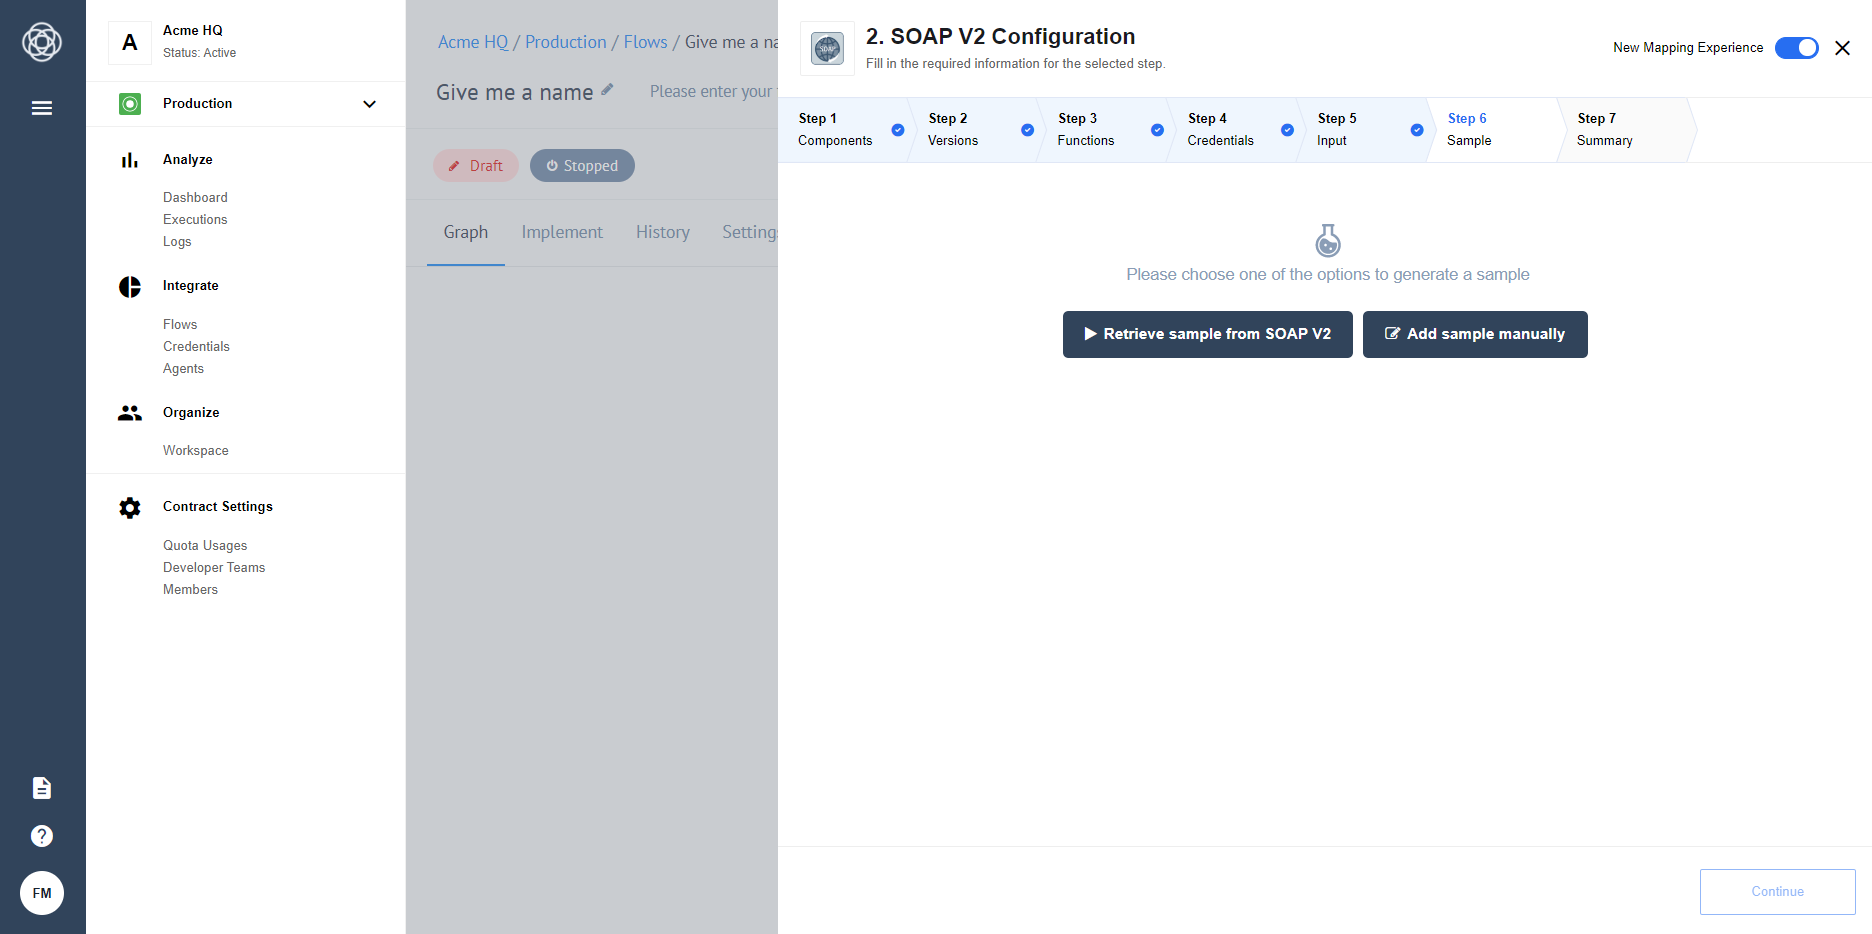 A
Acme HQ
Status: Active
Production
Analyze
Dashboard
Executions
Logs
Integrate
Flows
Credentials
Agents
Organize
Workspace
Contract Settings
Quota Usages
Developer Teams
Members
?
FM
Acme HQ / Production / Flows / Give me a na
Give me a name
Please enter your
Draft
Stopped
Graph
Implement
History
Settings
SOAP
2. SOAP V2 Configuration
Fill in the required information for the selected step.
New Mapping Experience
Step 1
Components
Step 2
Versions
Step 3
Functions
Step 4
Credentials
Step 5
Input
Step 6
Sample
Step 7
Summary
Please choose one of the options to generate a sample
Retrieve sample from SOAP V2
Add sample manually
Continue